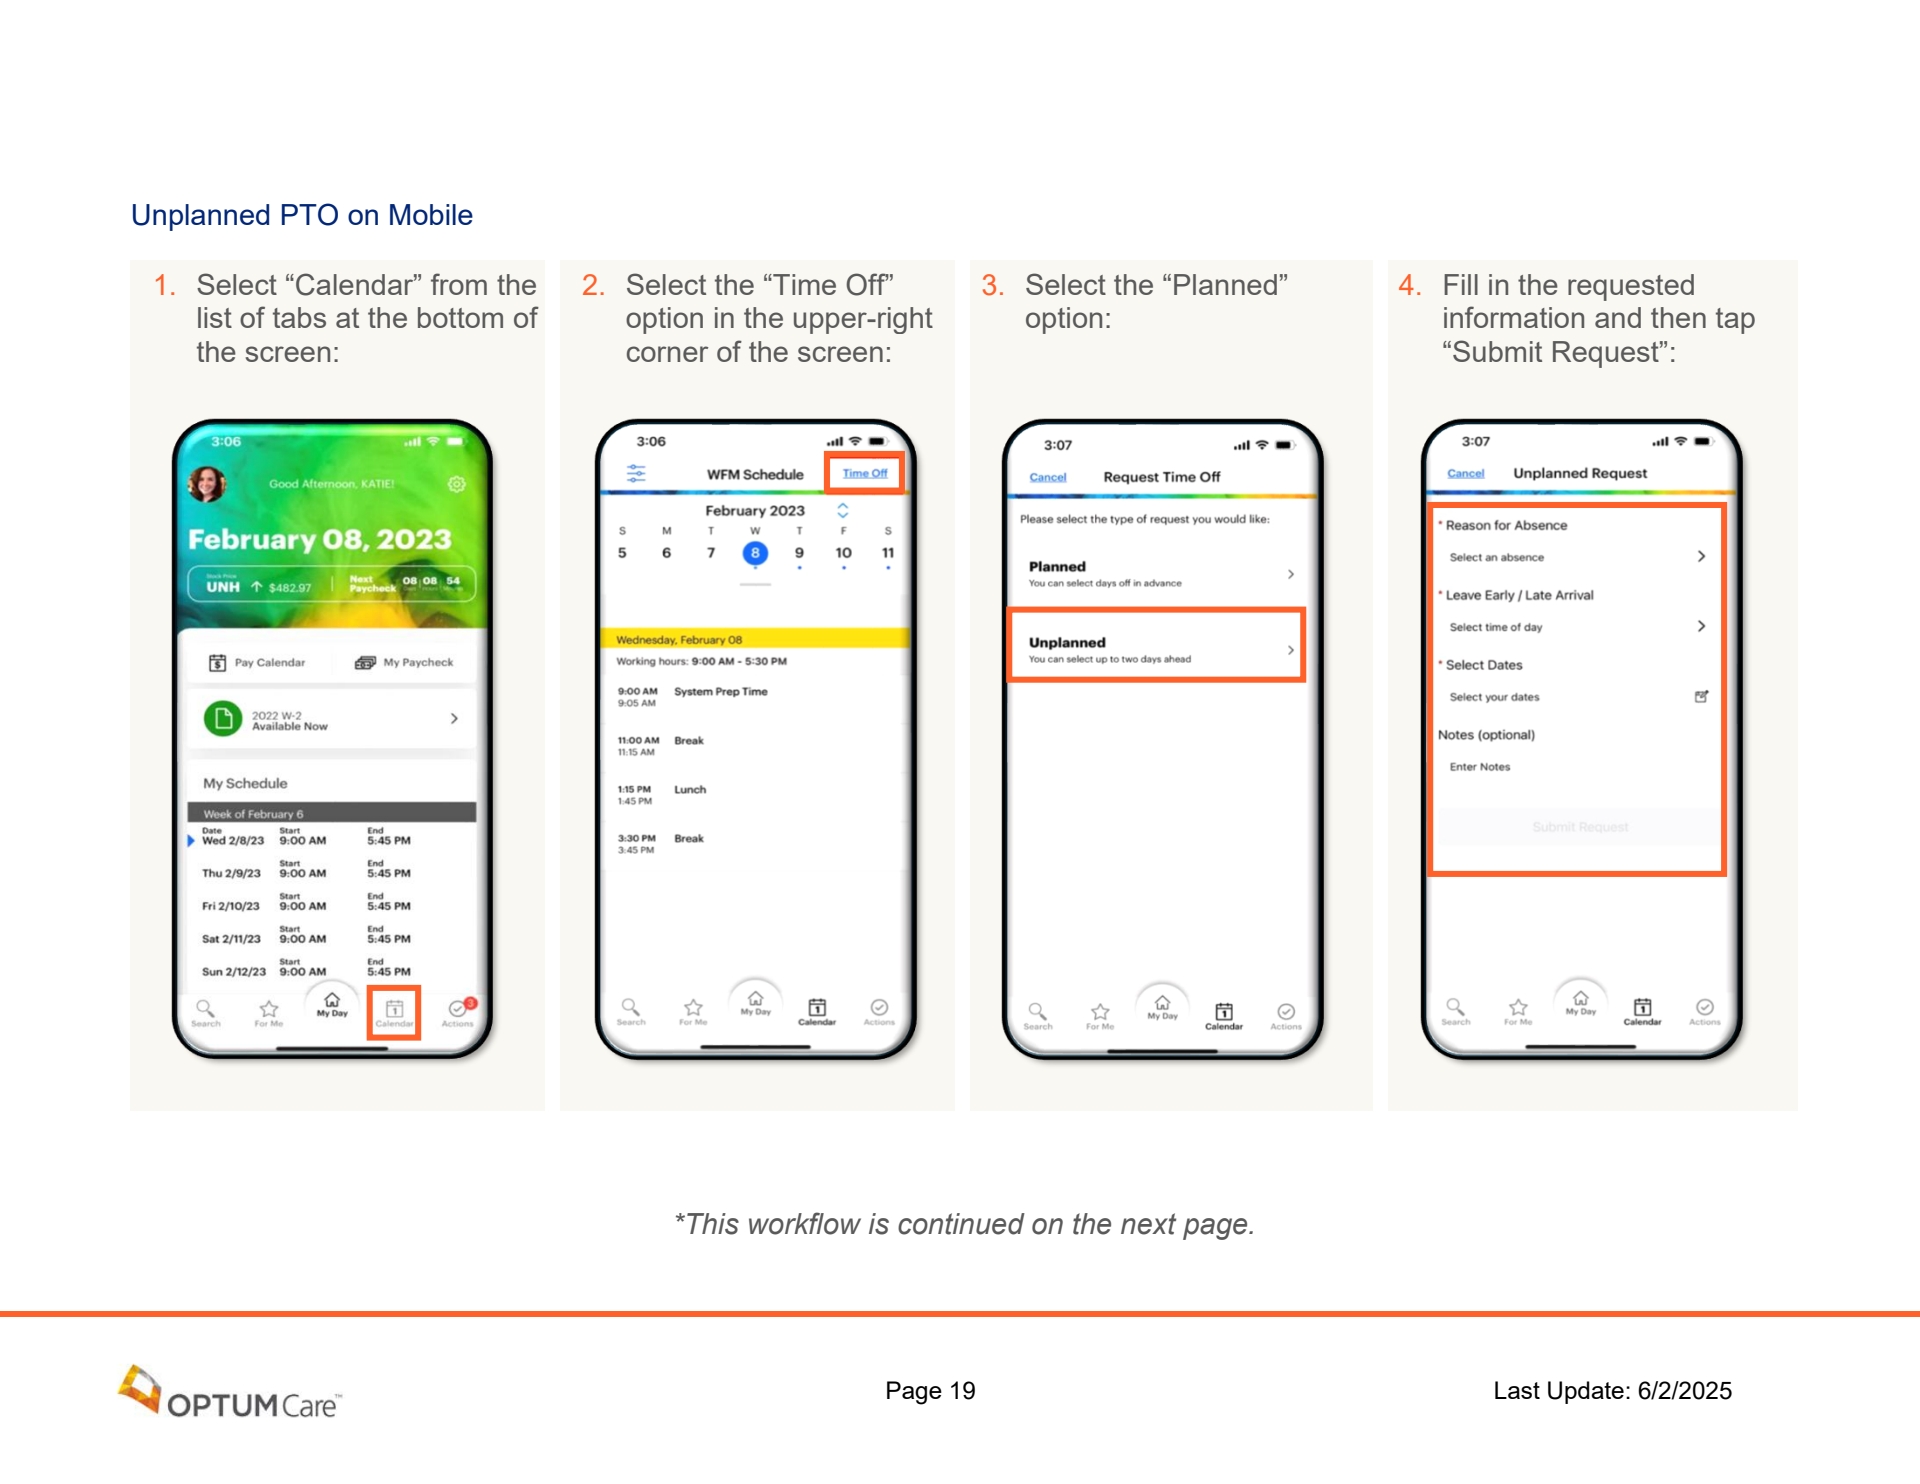 Unplanned PTO on Mobile
1. Select “Calendar” from the
list of tabs at the bottom of
the screen:
3:06
Good Afternoon, KATIE!
February 08, 2023
Stock Price
UNH ↑ $482.97
Next
Paycheck
08 08 54
Pay Calendar
My Paycheck
2022 W-2
Available Now
My Schedule
Week of February 6
Date Start End
Wed 2/8/23 9:00 AM 5:45 PM
Start End
Thu 2/9/23 9:00 AM 5:45 PM
Start End
Fri 2/10/23 9:00 AM 5:45 PM
Start End
Sat 2/11/23 9:00 AM 5:45 PM
Start End
Sun 2/12/23 9:00 AM 5:45 PM
Search For Me My Day Calendar Actions
3
2. Select the “Time Off”
option in the upper-right
corner of the screen:
3:06
WFM Schedule Time Off
February 2023
S M T W T F S
5 6 7 8 9 10 11
Wednesday, February 08
Working hours: 9:00 AM - 5:30 PM
9:00 AM System Prep Time
9:05 AM
11:00 AM Break
11:15 AM
1:15 PM Lunch
1:45 PM
3:30 PM Break
3:45 PM
Search For Me My Day Calendar Actions
3. Select the “Planned”
option:
3:07
Cancel Request Time Off
Please select the type of request you would like:
Planned
You can select days off in advance
Unplanned
You can select up to two days ahead
Search For Me My Day Calendar Actions
4. Fill in the requested
information and then tap
“Submit Request”:
3:07
Cancel Unplanned Request
* Reason for Absence
Select an absence
* Leave Early / Late Arrival
Select time of day
* Select Dates
Select your dates
Notes (optional)
Enter Notes
Submit Request
Search For Me My Day Calendar Actions
*This workflow is continued on the next page.
OPTUM Care™
Page 19
Last Update: 6/2/2025